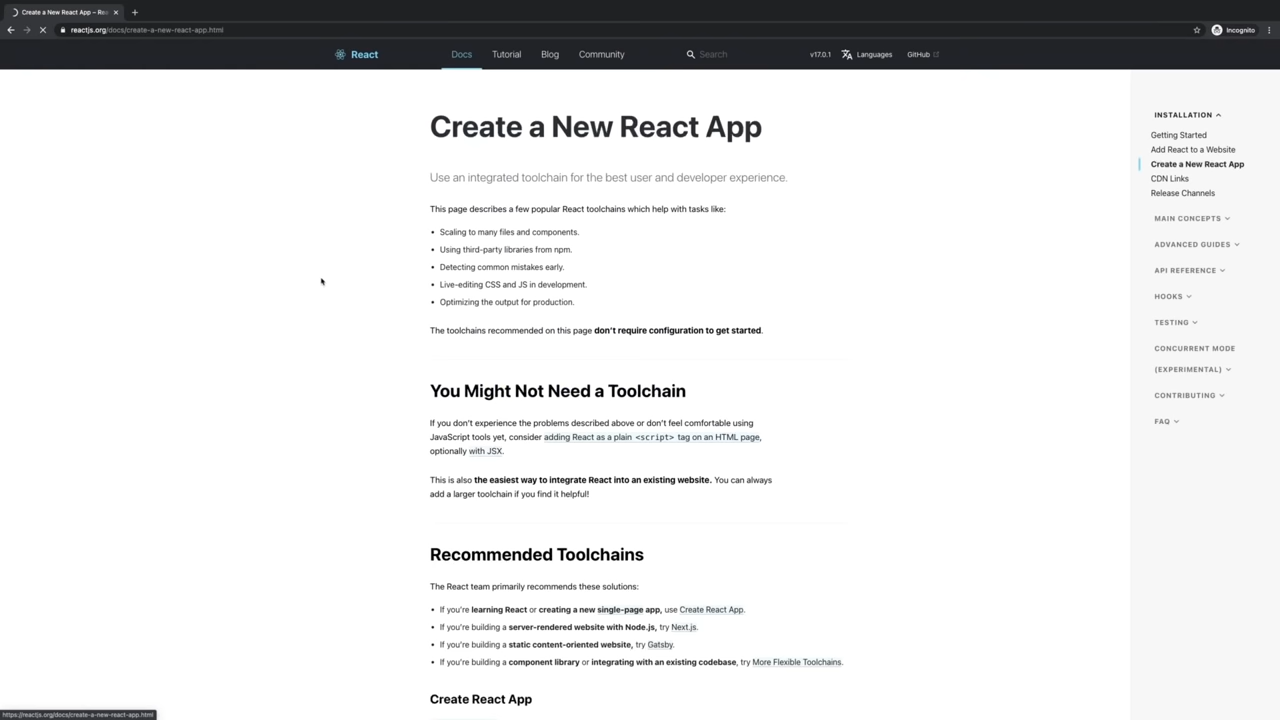 Create a New React App – Rea
reactjs.org/docs/create-a-new-react-app.html
Incognito
React
Docs
Tutorial
Blog
Community
Search
v17.0.1
Languages
GitHub
Create a New React App
Use an integrated toolchain for the best user and developer experience.
This page describes a few popular React toolchains which help with tasks like:
• Scaling to many files and components.
• Using third-party libraries from npm.
• Detecting common mistakes early.
• Live-editing CSS and JS in development.
• Optimizing the output for production.
The toolchains recommended on this page don't require configuration to get started.
You Might Not Need a Toolchain
If you don't experience the problems described above or don't feel comfortable using
JavaScript tools yet, consider adding React as a plain <script> tag on an HTML page,
optionally with JSX.
This is also the easiest way to integrate React into an existing website. You can always
add a larger toolchain if you find it helpful!
Recommended Toolchains
The React team primarily recommends these solutions:
• If you're learning React or creating a new single-page app, use Create React App.
• If you're building a server-rendered website with Node.js, try Next.js.
• If you're building a static content-oriented website, try Gatsby.
• If you're building a component library or integrating with an existing codebase, try More Flexible Toolchains.
Create React App
INSTALLATION
Getting Started
Add React to a Website
Create a New React App
CDN Links
Release Channels
MAIN CONCEPTS
ADVANCED GUIDES
API REFERENCE
HOOKS
TESTING
CONCURRENT MODE
(EXPERIMENTAL)
CONTRIBUTING
FAQ
https://reactjs.org/docs/create-a-new-react-app.html